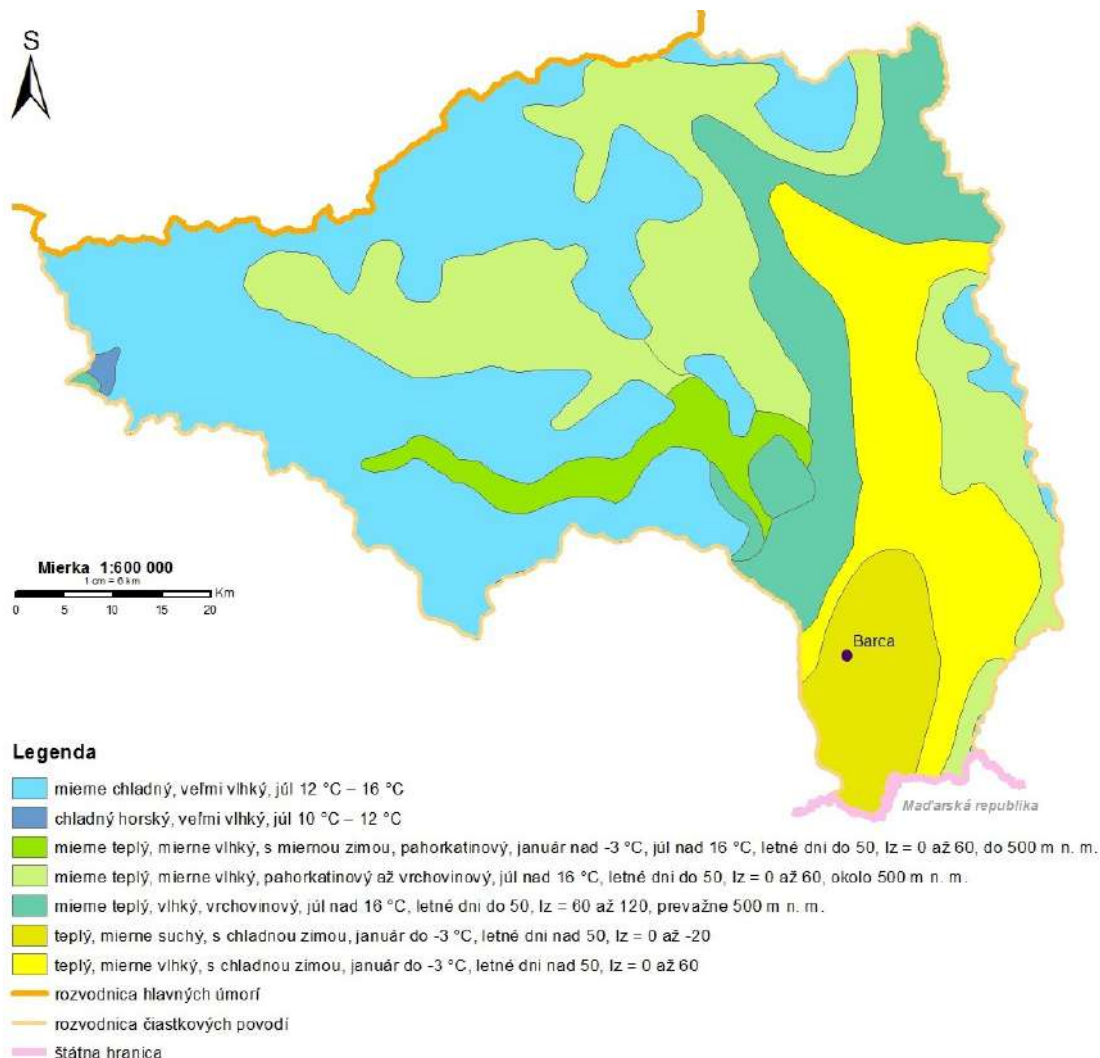 S
Barca
Mierka 1:600 000
1 cm = 6 km
Km
0 5 10 15 20
Maďarská republika
Legenda
mierne chladný, veľmi vlhký, júl 12 °C – 16 °C
chladný horský, veľmi vlhký, júl 10 °C – 12 °C
mierne teplý, mierne vlhký, s miernou zimou, pahorkatinový, január nad -3 °C, júl nad 16 °C, letné dni do 50, Iz = 0 až 60, do 500 m n. m.
mierne teplý, mierne vlhký, pahorkatinový až vrchovinový, júl nad 16 °C, letné dni do 50, Iz = 0 až 60, okolo 500 m n. m.
mierne teplý, vlhký, vrchovinový, júl nad 16 °C, letné dni do 50, Iz = 60 až 120, prevažne 500 m n. m.
teplý, mierne suchý, s chladnou zimou, január do -3 °C, letné dni nad 50, Iz = 0 až -20
teplý, mierne vlhký, s chladnou zimou, január do -3 °C, letné dni nad 50, Iz = 0 až 60
rozvodnica hlavných úmorí
rozvodnica čiastkových povodí
štátna hranica